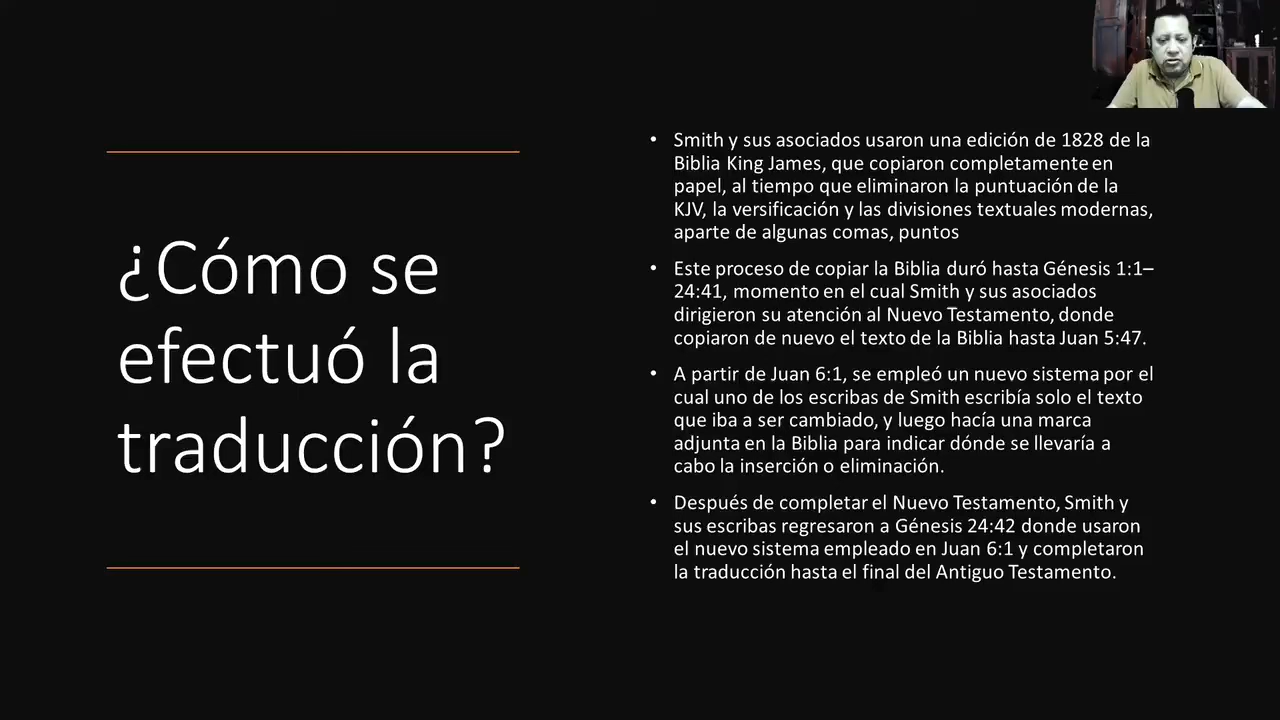 ¿Cómo se
efectuó la
traducción?
• Smith y sus asociados usaron una edición de 1828 de la
Biblia King James, que copiaron completamente en
papel, al tiempo que eliminaron la puntuación de la
KJV, la versificación y las divisiones textuales modernas,
aparte de algunas comas, puntos
• Este proceso de copiar la Biblia duró hasta Génesis 1:1–
24:41, momento en el cual Smith y sus asociados
dirigieron su atención al Nuevo Testamento, donde
copiaron de nuevo el texto de la Biblia hasta Juan 5:47.
• A partir de Juan 6:1, se empleó un nuevo sistema por el
cual uno de los escribas de Smith escribía solo el texto
que iba a ser cambiado, y luego hacía una marca
adjunta en la Biblia para indicar dónde se llevaría a
cabo la inserción o eliminación.
• Después de completar el Nuevo Testamento, Smith y
sus escribas regresaron a Génesis 24:42 donde usaron
el nuevo sistema empleado en Juan 6:1 y completaron
la traducción hasta el final del Antiguo Testamento.